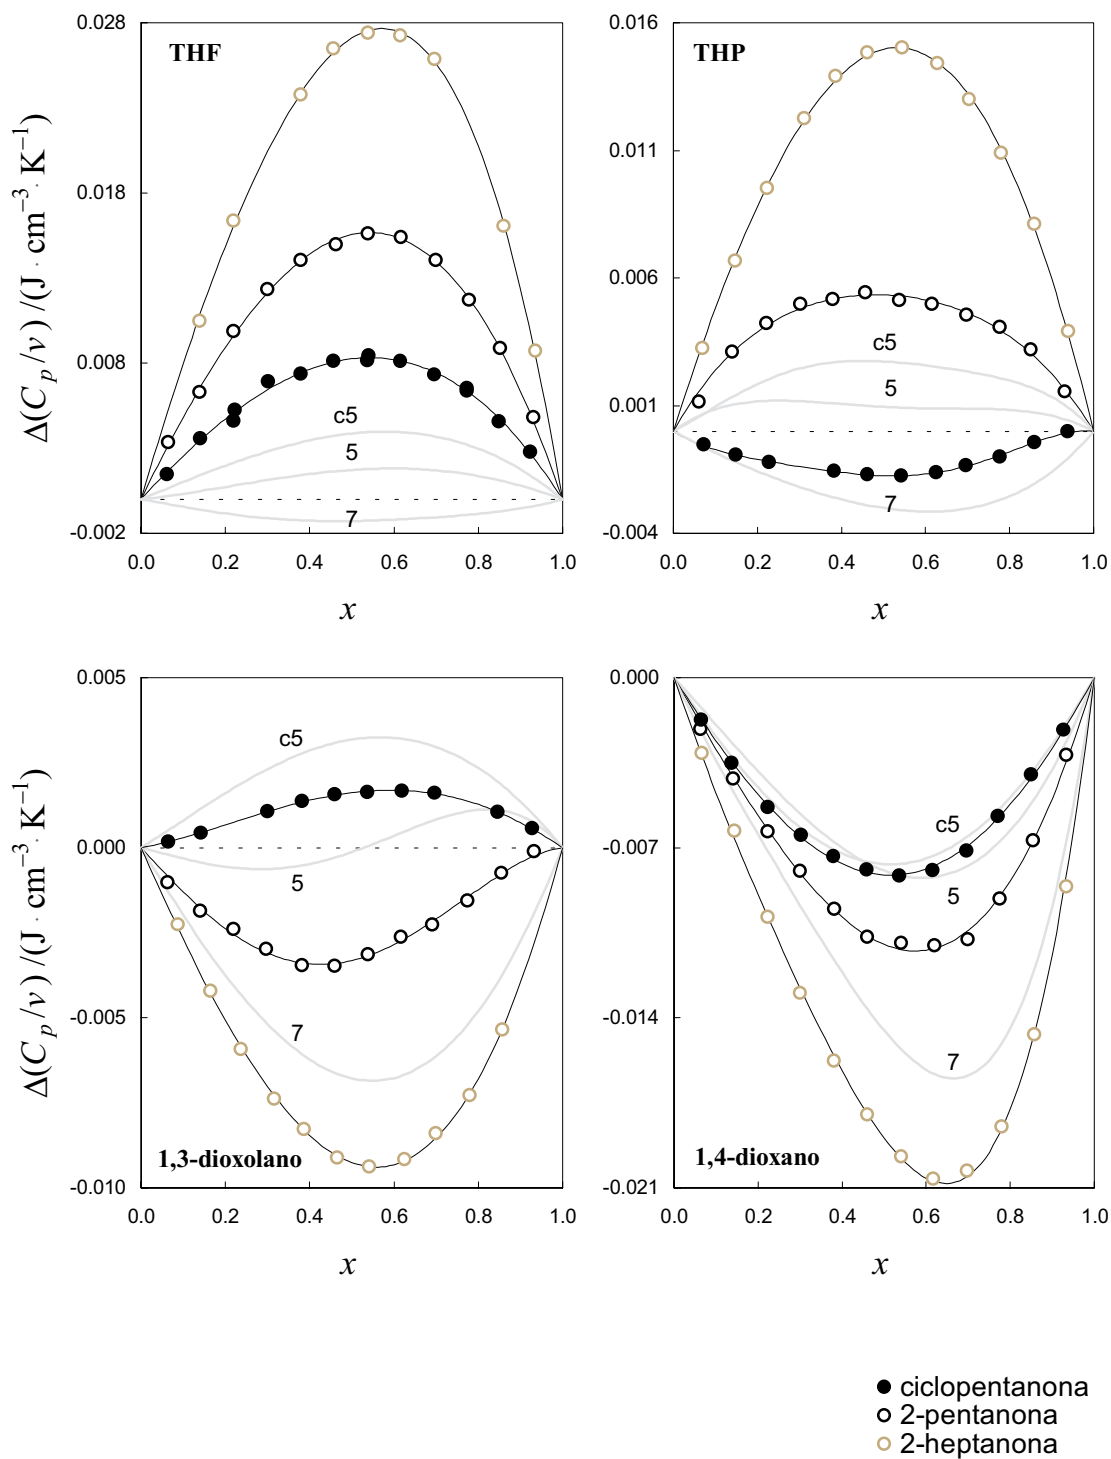 THF
0.028
0.018
0.008
-0.002
c5
5
7
0.0 0.2 0.4 0.6 0.8 1.0
x
Δ(C_p/v)/(J·cm⁻³·K⁻¹)
THP
0.016
0.011
0.006
0.001
-0.004
c5
5
7
0.0 0.2 0.4 0.6 0.8 1.0
x
0.005
0.000
-0.005
-0.010
c5
5
7
1,3-dioxolano
0.0 0.2 0.4 0.6 0.8 1.0
x
Δ(C_p/v)/(J·cm⁻³·K⁻¹)
0.000
-0.007
-0.014
-0.021
c5
5
7
1,4-dioxano
0.0 0.2 0.4 0.6 0.8 1.0
x
ciclopentanona
2-pentanona
2-heptanona